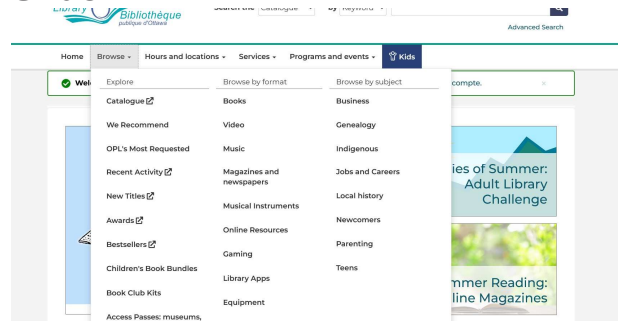 Library
Bibliothèque
publique d'Ottawa
Search the Catalogue by Keyword
Advanced Search
Home Browse Hours and locations Services Programs and events Kids
Explore
Catalogue
We Recommend
OPL's Most Requested
Recent Activity
New Titles
Awards
Bestsellers
Children's Book Bundles
Book Club Kits
Access Passes: museums,
Browse by format
Books
Video
Music
Magazines and
newspapers
Musical Instruments
Online Resources
Gaming
Library Apps
Equipment
Browse by subject
Business
Genealogy
Indigenous
Jobs and Careers
Local history
Newcomers
Parenting
Teens
Wel
compte.
ies of Summer:
Adult Library
Challenge
mmer Reading:
line Magazines